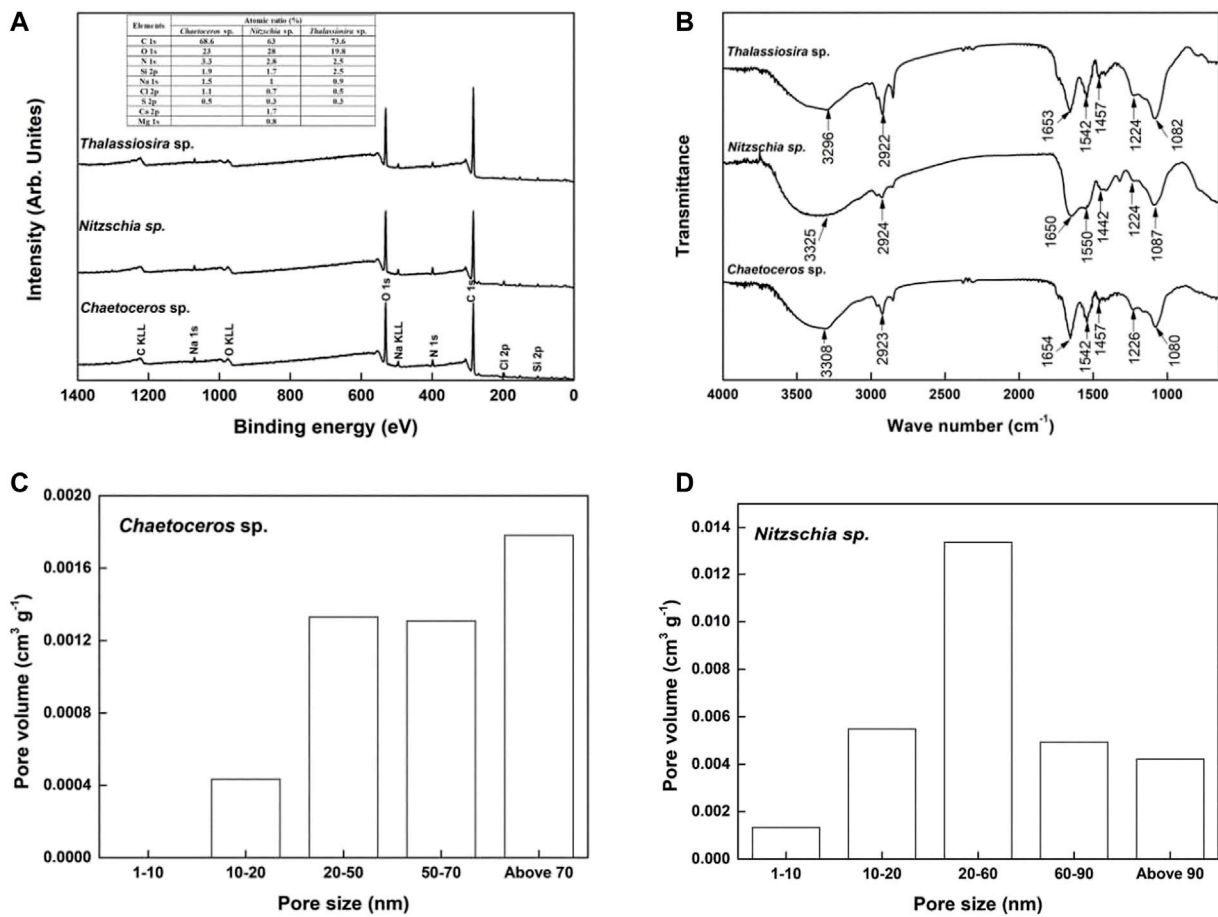 A
Elements Atomic ratio (%)
Chaetoceros sp. Nitzschia sp. Thalassiosira sp.
C 1s 68.6 63 73.6
O 1s 23 28 19.8
N 1s 3.3 2.8 2.5
Si 2p 1.9 1.7 2.5
Na 1s 1.5 1 0.9
Cl 2p 1.1 0.7 0.5
S 2p 0.5 0.3 0.3
Ca 2p 1.7
Mg 1s 0.8
Thalassiosira sp.
Nitzschia sp.
Chaetoceros sp.
C KLL
Na 1s
O KLL
O 1s
Na KLL
N 1s
C 1s
Cl 2p
Si 2p
Intensity (Arb. Unites)
1400 1200 1000 800 600 400 200 0
Binding energy (eV)
B
Thalassiosira sp.
3296 2922 1653 1542 1457 1224 1082
Nitzschia sp.
3325 2924 1650 1550 1442 1224 1087
Chaetoceros sp.
3308 2923 1654 1542 1457 1226 1080
Transmittance
4000 3500 3000 2500 2000 1500 1000
Wave number (cm⁻¹)
C
Chaetoceros sp.
Pore volume (cm³ g⁻¹)
0.0020
0.0016
0.0012
0.0008
0.0004
0.0000
1-10 10-20 20-50 50-70 Above 70
Pore size (nm)
D
Nitzschia sp.
Pore volume (cm³ g⁻¹)
0.014
0.012
0.010
0.008
0.006
0.004
0.002
0.000
1-10 10-20 20-60 60-90 Above 90
Pore size (nm)